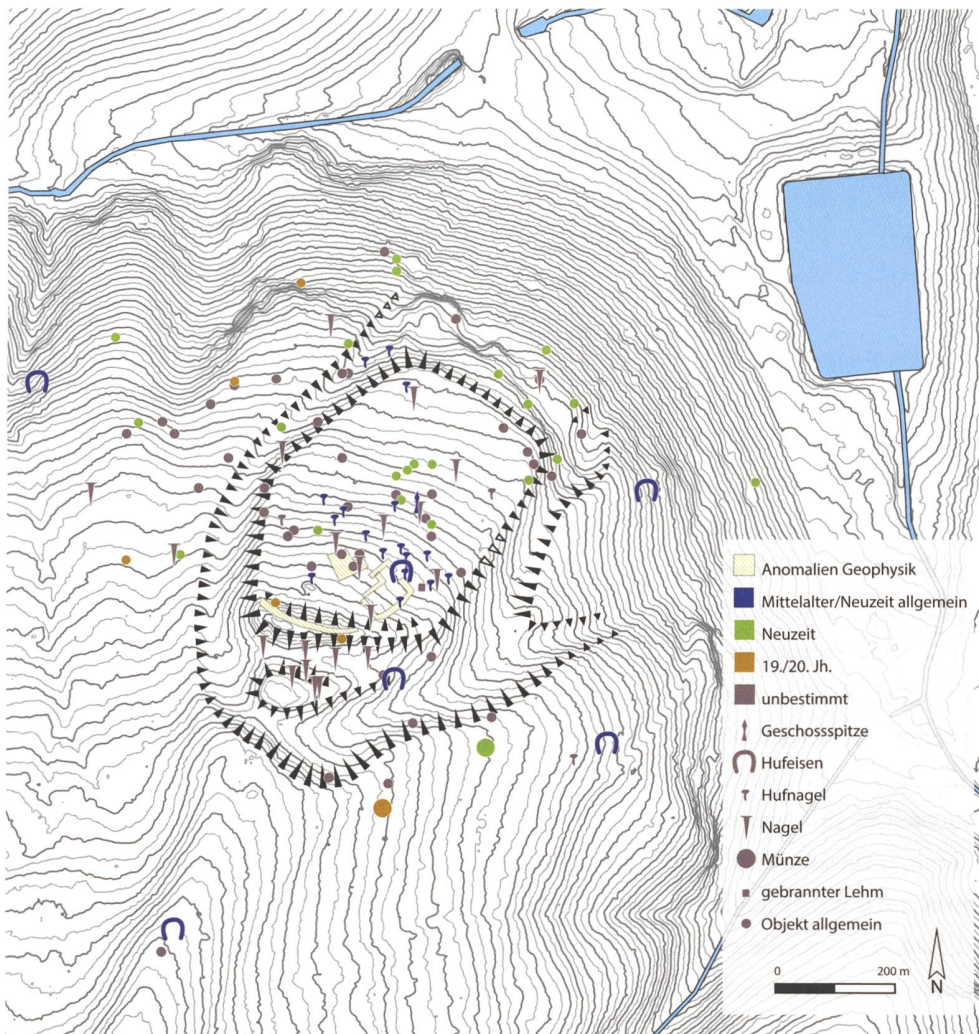 Anomalien Geophysik
Mittelalter/Neuzeit allgemein
Neuzeit
19./20. Jh.
unbestimmt
Geschossspitze
Hufeisen
Hufnagel
Nagel
Münze
gebrannter Lehm
Objekt allgemein
0 200 m
N